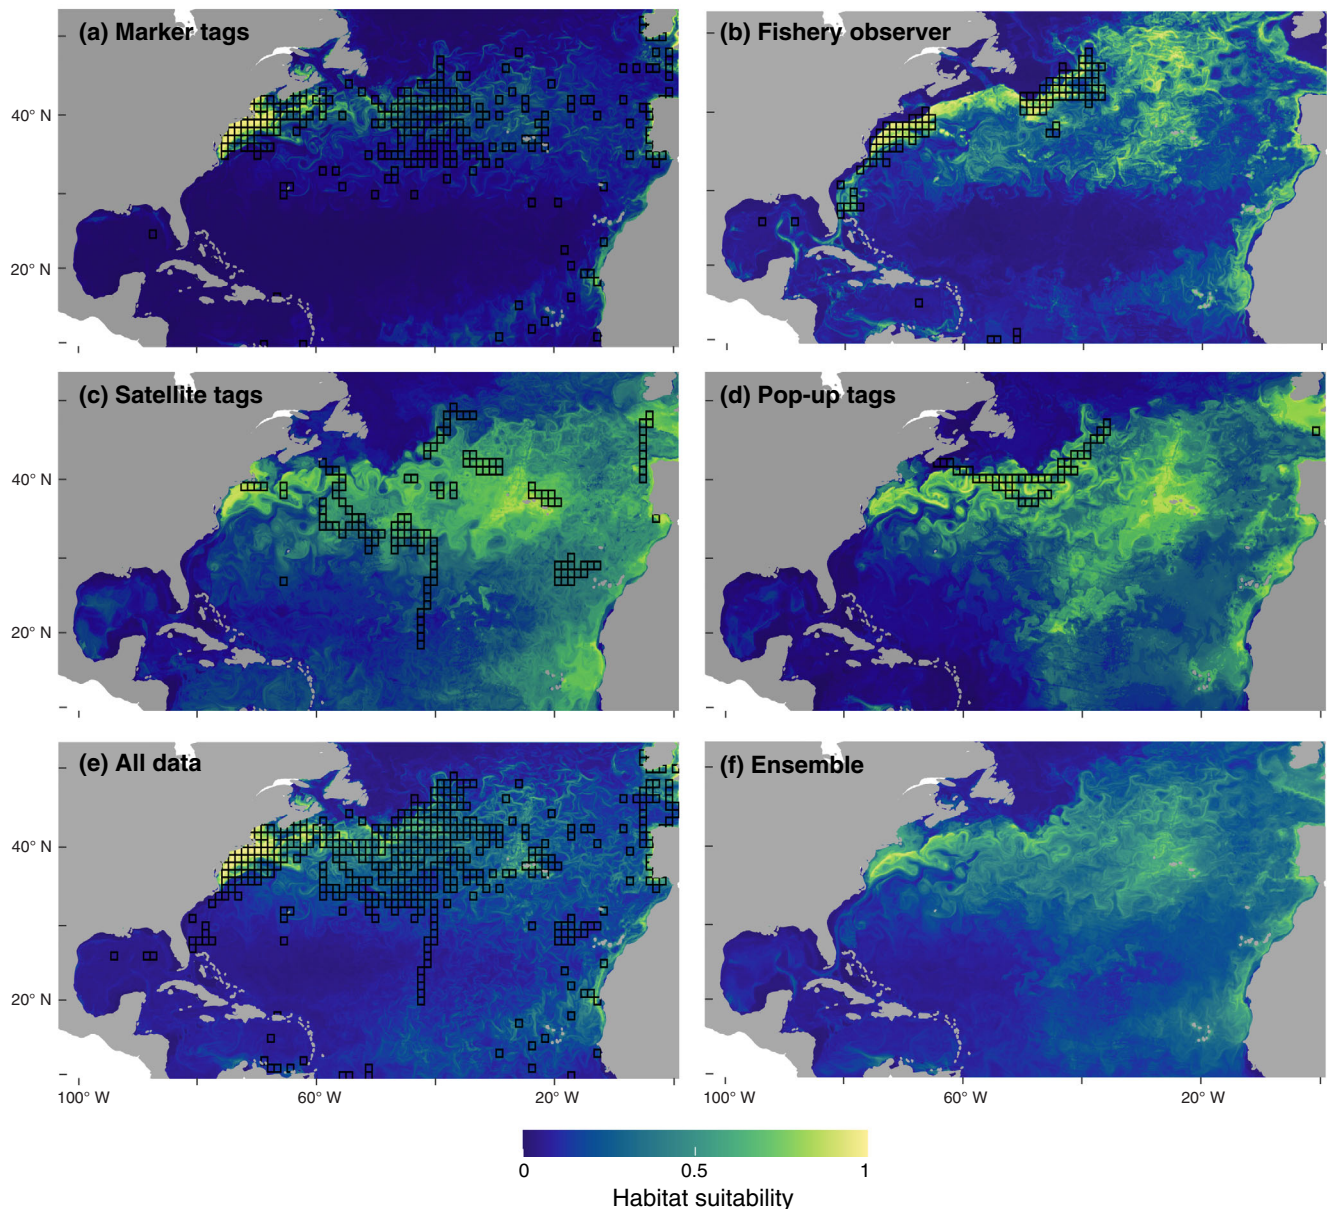 (a) Marker tags
(b) Fishery observer
40° N
20° N
(c) Satellite tags
(d) Pop-up tags
40° N
20° N
(e) All data
(f) Ensemble
40° N
20° N
100° W
60° W
20° W
100° W
60° W
20° W
0
0.5
1
Habitat suitability